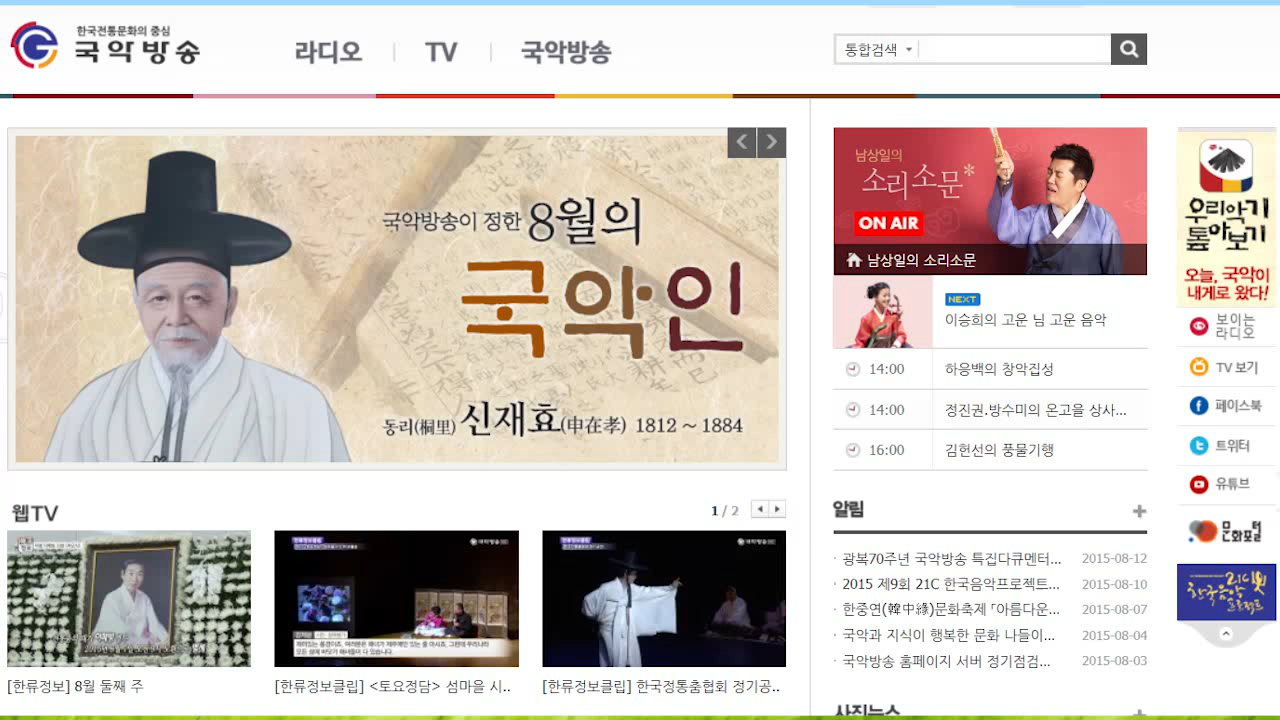 한국전통문화의 중심
국악방송
라디오
TV
국악방송
통합검색
국악방송이 정한 8월의
국악인
동리(桐里) 신재효(申在孝) 1812 ~ 1884
남상일의
소리소문*
ON AIR
남상일의 소리소문
NEXT
이승희의 고운 님 고운 음악
14:00 하응백의 창악집성
14:00 정진권.방수미의 온고을 상사...
16:00 김헌선의 풍물기행
우리악기
톺아보기
오늘, 국악이
내게로 왔다!
보이는
라디오
TV 보기
페이스북
트위터
유튜브
문화포털
웹TV
1 / 2
국악방송
국악방송
[한류정보] 8월 둘째 주
[한류정보클립] <토요정담> 섬마을 시..
[한류정보클립] 한국전통춤협회 정기공..
알림
광복70주년 국악방송 특집다큐멘터... 2015-08-12
2015 제9회 21C 한국음악프로젝트... 2015-08-10
한중연(韓中緣)문화축제 「아름다운... 2015-08-07
국악과 지식이 행복한 문화 나들이... 2015-08-04
국악방송 홈페이지 서버 정기점검... 2015-08-03
사진뉴스